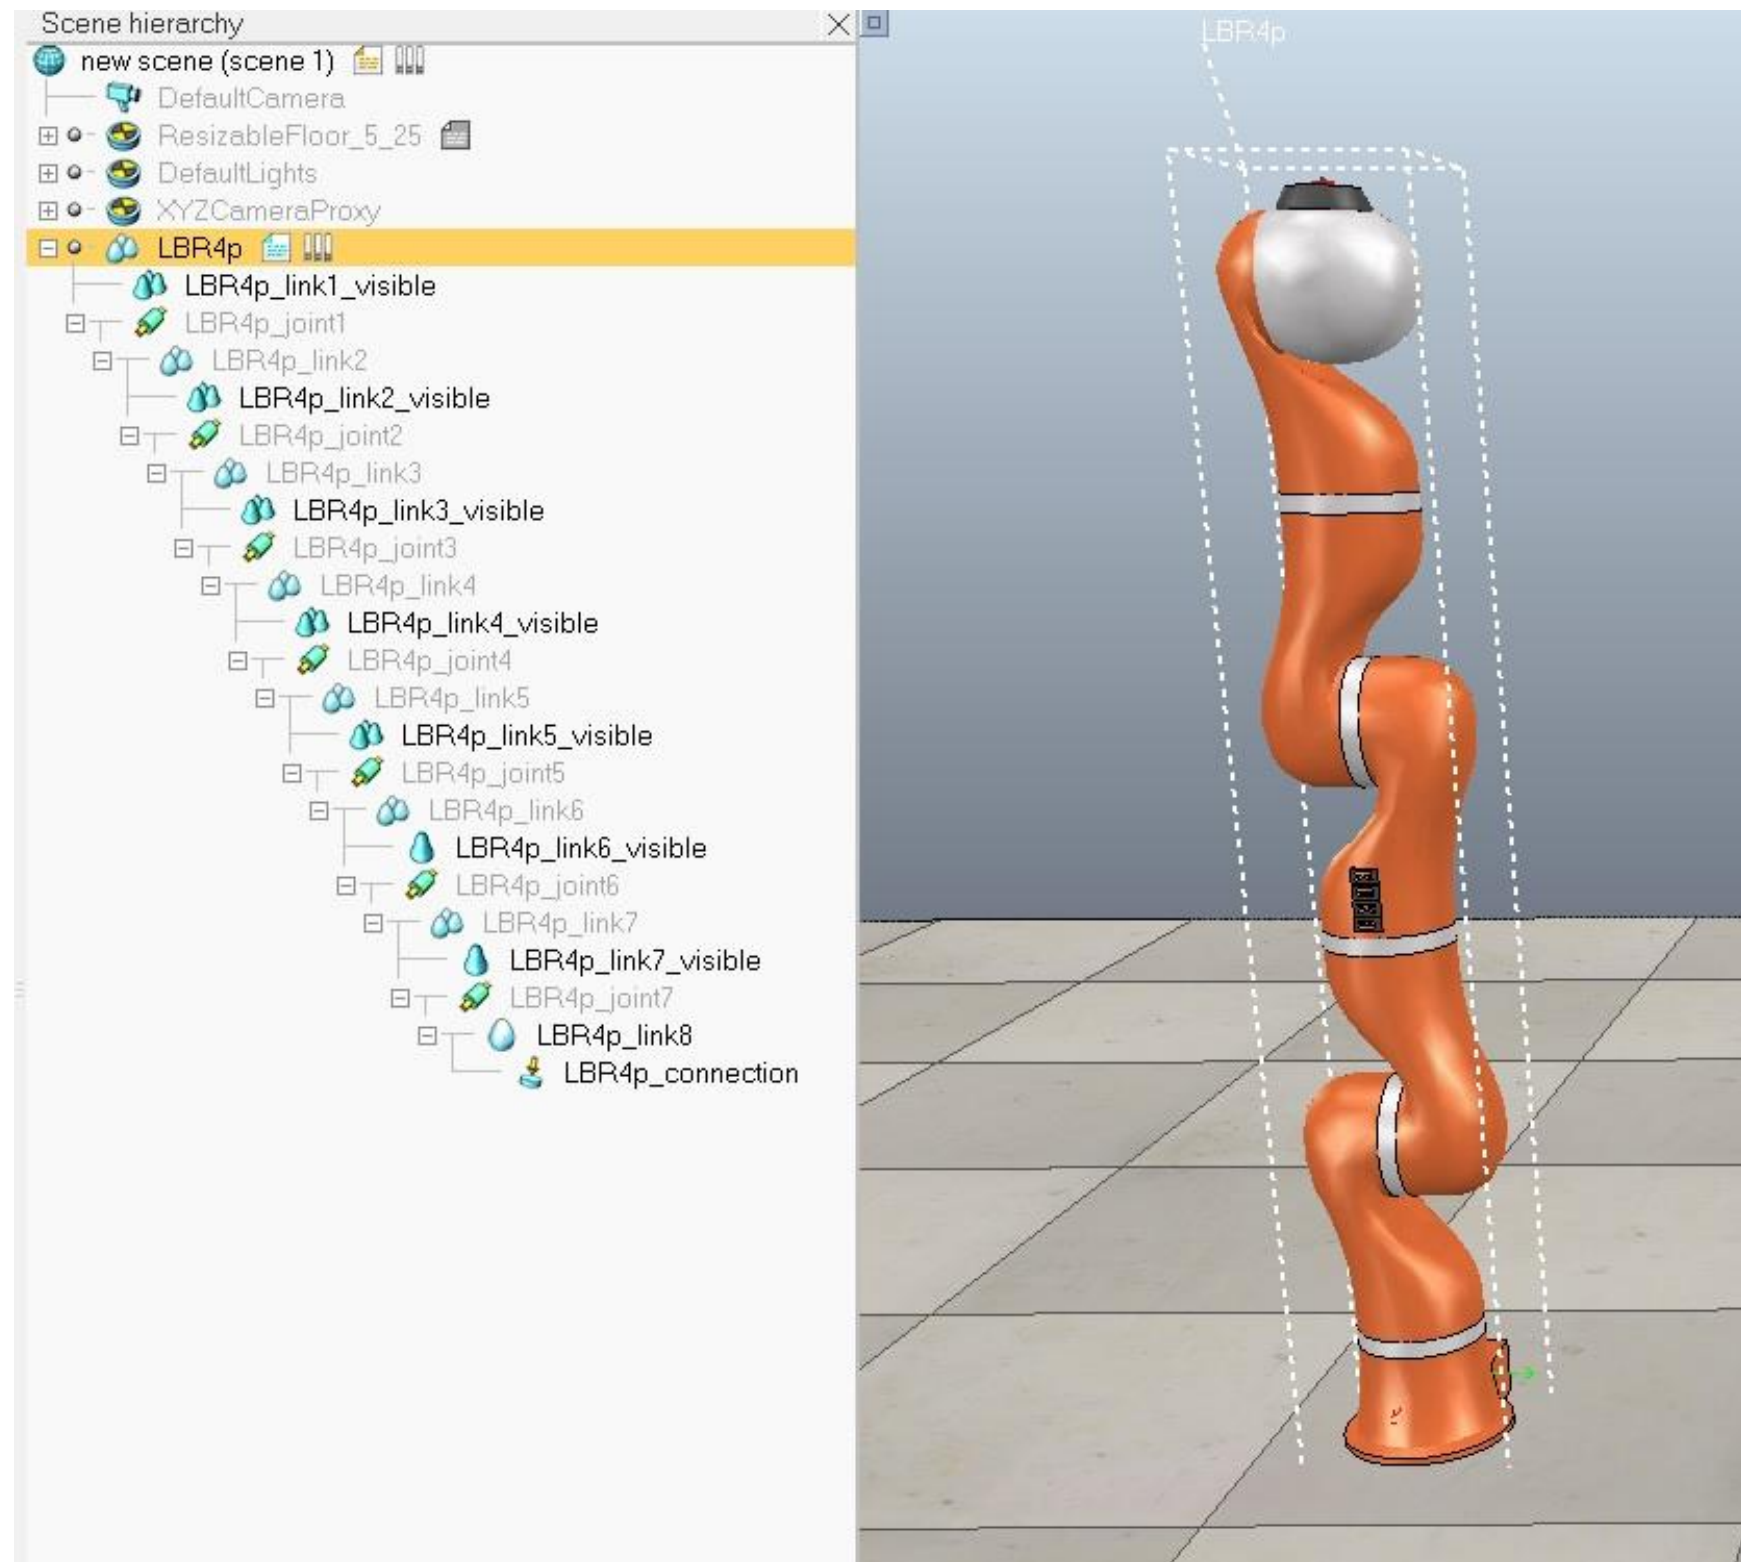 Scene hierarchy
new scene (scene 1)
DefaultCamera
ResizableFloor_5_25
DefaultLights
XYZCameraProxy
LBR4p
LBR4p_link1_visible
LBR4p_joint1
LBR4p_link2
LBR4p_link2_visible
LBR4p_joint2
LBR4p_link3
LBR4p_link3_visible
LBR4p_joint3
LBR4p_link4
LBR4p_link4_visible
LBR4p_joint4
LBR4p_link5
LBR4p_link5_visible
LBR4p_joint5
LBR4p_link6
LBR4p_link6_visible
LBR4p_joint6
LBR4p_link7
LBR4p_link7_visible
LBR4p_joint7
LBR4p_link8
LBR4p_connection
LBR4p